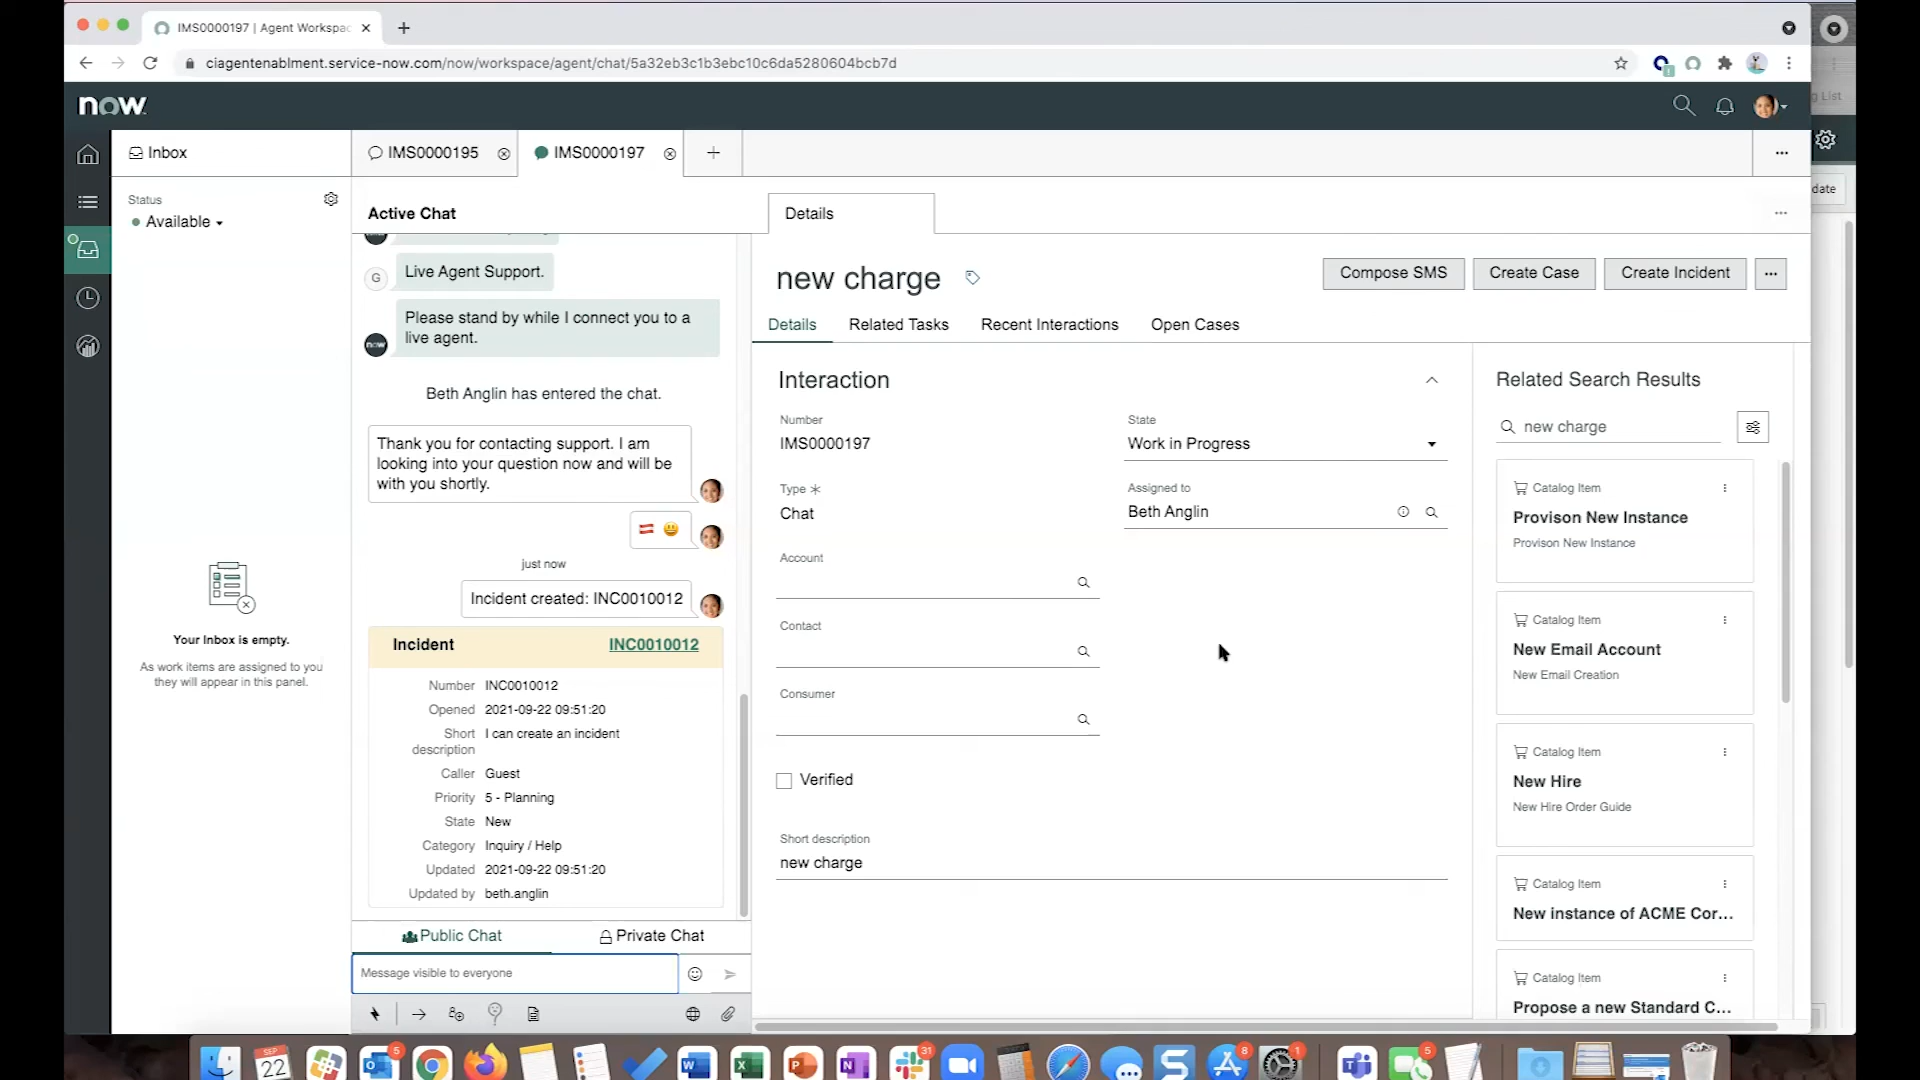 IMS0000197 | Agent Workspac
ciagentenablment.service-now.com/now/workspace/agent/chat/5a32eb3c1b3ebc10c6da5280604bcb7d
now
g List
Inbox
IMS0000195
IMS0000197
date
Status
Available
Your Inbox is empty.
As work items are assigned to you
they will appear in this panel.
Active Chat
G
Live Agent Support.
Please stand by while I connect you to a
live agent.
now
Beth Anglin has entered the chat.
Thank you for contacting support. I am
looking into your question now and will be
with you shortly.
just now
Incident created: INC0010012
Incident INC0010012
Number INC0010012
Opened 2021-09-22 09:51:20
Short I can create an incident
description
Caller Guest
Priority 5 - Planning
State New
Category Inquiry / Help
Updated 2021-09-22 09:51:20
Updated by beth.anglin
Public Chat
Private Chat
Message visible to everyone
Details
new charge
Compose SMS
Create Case
Create Incident
Details
Related Tasks
Recent Interactions
Open Cases
Interaction
Number
IMS0000197
State
Work in Progress
Type
Chat
Assigned to
Beth Anglin
Account
Contact
Consumer
Verified
Short description
new charge
Related Search Results
new charge
Catalog Item
Provison New Instance
Provison New Instance
Catalog Item
New Email Account
New Email Creation
Catalog Item
New Hire
New Hire Order Guide
Catalog Item
New instance of ACME Cor...
Catalog Item
Propose a new Standard C...
SEP
22
5
31
8
1
5